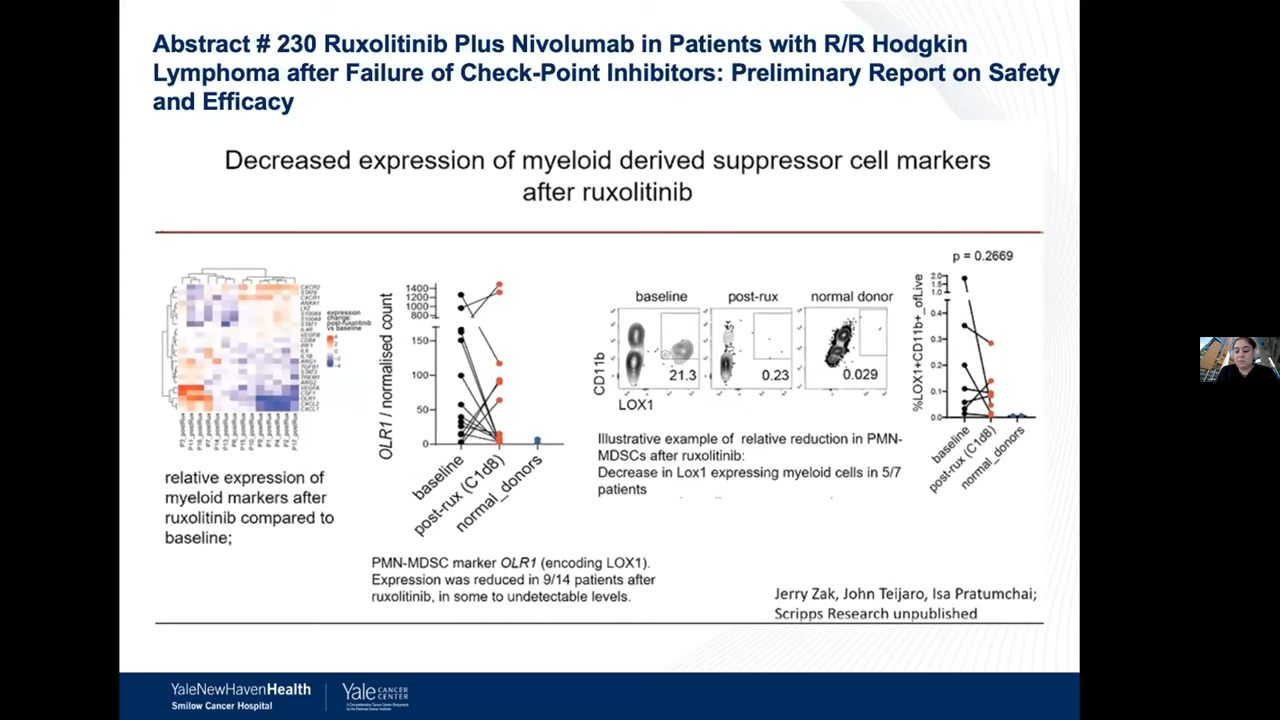 Abstract # 230 Ruxolitinib Plus Nivolumab in Patients with R/R Hodgkin
Lymphoma after Failure of Check-Point Inhibitors: Preliminary Report on Safety
and Efficacy
Decreased expression of myeloid derived suppressor cell markers
after ruxolitinib
expression
change
post-ruxolitinib
vs baseline
relative expression of
myeloid markers after
ruxolitinib compared to
baseline;
OLR1 / normalised count
1400
1200
1000
800
150
100
50
0
baseline
post-rux (C1d8)
normal_donors
PMN-MDSC marker OLR1 (encoding LOX1).
Expression was reduced in 9/14 patients after
ruxolitinib, in some to undetectable levels.
baseline
post-rux
normal donor
CD11b
21.3
0.23
0.029
LOX1
Illustrative example of relative reduction in PMN-
MDSCs after ruxolitinib:
Decrease in Lox1 expressing myeloid cells in 5/7
patients
p = 0.2669
%LOX1+CD11b+ ofLive
2.0
1.5
1.0
0.4
0.3
0.2
0.1
0.0
baseline
post-rux (C1d8)
normal_donors
Jerry Zak, John Teijaro, Isa Pratumchai;
Scripps Research unpublished
YaleNewHavenHealth
Smilow Cancer Hospital
Yale CANCER
CENTER